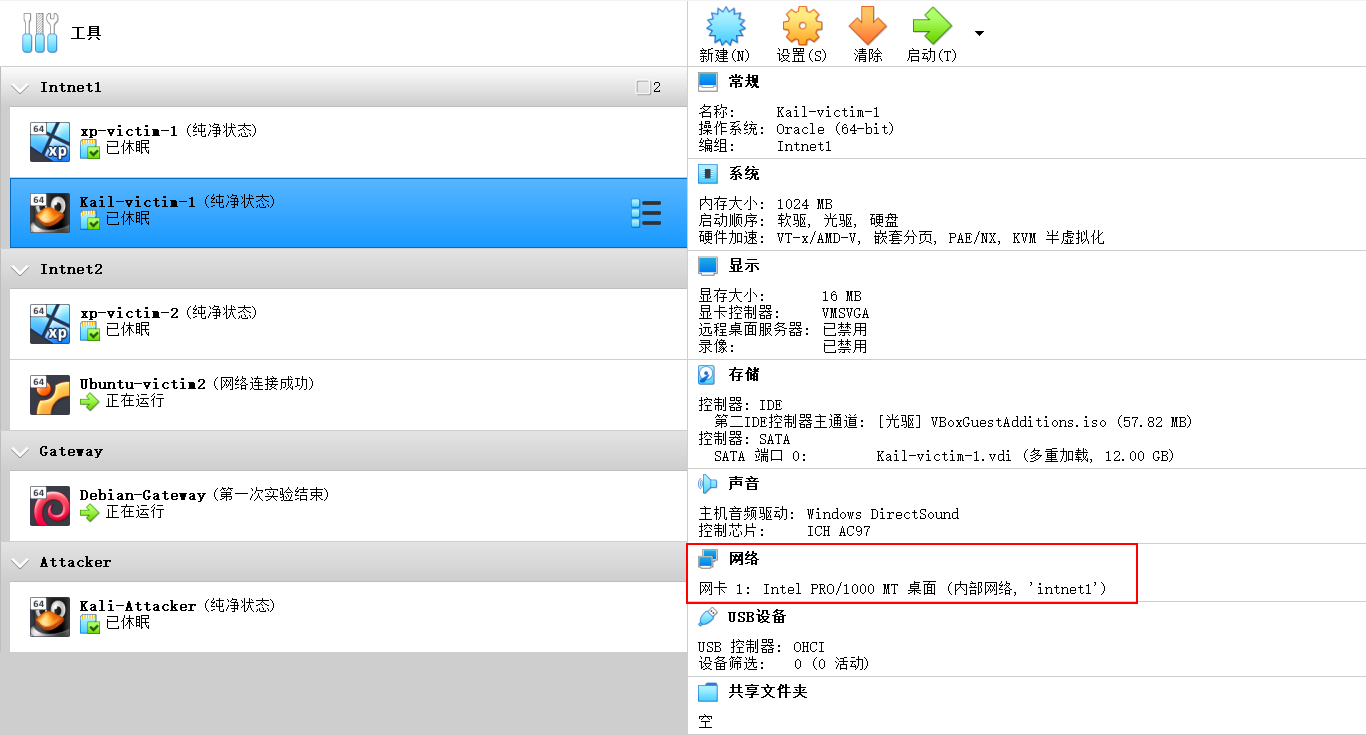 工具
Intnet1
2
64
xp
xp-victim-1 (纯净状态)
已休眠
64
Kail-victim-1 (纯净状态)
已休眠
Intnet2
64
xp
xp-victim-2 (纯净状态)
已休眠
64
Ubuntu-victim2 (网络连接成功)
正在运行
Gateway
64
Debian-Gateway (第一次实验结束)
正在运行
Attacker
64
Kali-Attacker (纯净状态)
已休眠
新建(N) 设置(S) 清除 启动(T)
常规
名称: Kail-victim-1
操作系统: Oracle (64-bit)
编组: Intnet1
系统
内存大小: 1024 MB
启动顺序: 软驱, 光驱, 硬盘
硬件加速: VT-x/AMD-V, 嵌套分页, PAE/NX, KVM 半虚拟化
显示
显存大小: 16 MB
显卡控制器: VMSVGA
远程桌面服务器: 已禁用
录像: 已禁用
存储
控制器: IDE
第二IDE控制器主通道: [光驱] VBoxGuestAdditions.iso (57.82 MB)
控制器: SATA
SATA 端口 0: Kail-victim-1.vdi (多重加载, 12.00 GB)
声音
主机音频驱动: Windows DirectSound
控制芯片: ICH AC97
网络
网卡 1: Intel PRO/1000 MT 桌面 (内部网络, 'intnet1')
USB设备
USB 控制器: OHCI
设备筛选: 0 (0 活动)
共享文件夹
空